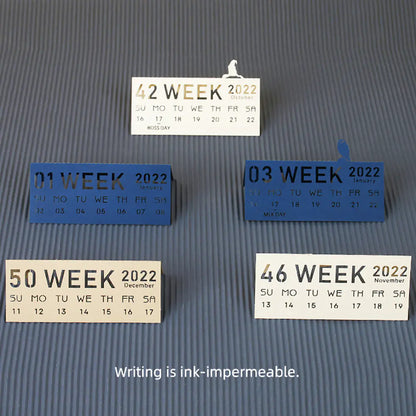 42 WEEK 2022
October
SU MO TU WE TH FR SA
16 17 18 19 20 21 22
01 WEEK 2022
January
SU MO TU WE TH FR SA
03 04 05 06 07 08
03 WEEK 2022
January
SU MO TU WE TH FR SA
17 18 19 20 21 22
MLK DAY
50 WEEK 2022
December
SU MO TU WE TH FR SA
11 12 13 14 15 16 17
46 WEEK 2022
November
SU MO TU WE TH FR SA
13 14 15 16 17 18 19
Writing is ink-impermeable.